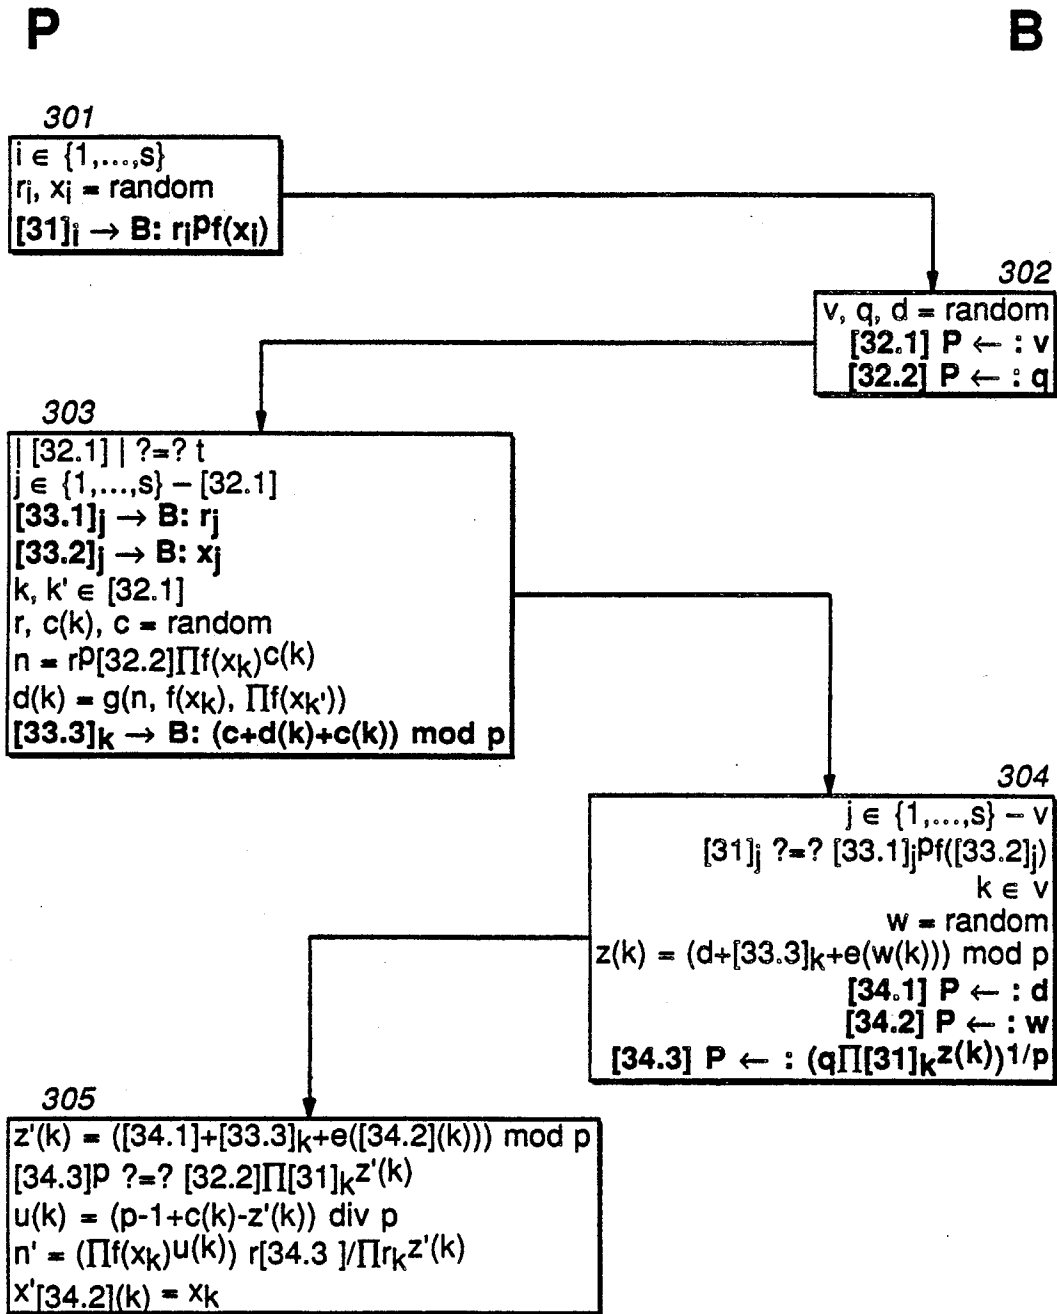 P
B
301
i ∈ {1,...,s}
rᵢ, xᵢ = random
[31]ᵢ → B: rᵢᵖf(xᵢ)
302
v, q, d = random
[32.1] P ← : v
[32.2] P ← : q
303
| [32.1] | ?=? t
j ∈ {1,...,s} – [32.1]
[33.1]ⱼ → B: rⱼ
[33.2]ⱼ → B: xⱼ
k, k' ∈ [32.1]
r, c(k), c = random
n = rᵖ[32.2]∏f(xₖ)ᶜ⁽ᵏ⁾
d(k) = g(n, f(xₖ), ∏f(xₖ'))
[33.3]ₖ → B: (c+d(k)+c(k)) mod p
304
j ∈ {1,...,s} – v
[31]ⱼ ?=? [33.1]ⱼᵖf([33.2]ⱼ)
k ∈ v
w = random
z(k) = (d+[33.3]ₖ+e(w(k))) mod p
[34.1] P ← : d
[34.2] P ← : w
[34.3] P ← : (q∏[31]ₖᶻ⁽ᵏ⁾)¹ᐟᵖ
305
z'(k) = ([34.1]+[33.3]ₖ+e([34.2](k))) mod p
[34.3]ᵖ ?=? [32.2]∏[31]ₖᶻ'⁽ᵏ⁾
u(k) = (p-1+c(k)-z'(k)) div p
n' = (∏f(xₖ)ᵘ⁽ᵏ⁾) r[34.3 ]/∏rₖᶻ'⁽ᵏ⁾
x'[34.2](k) = xₖ